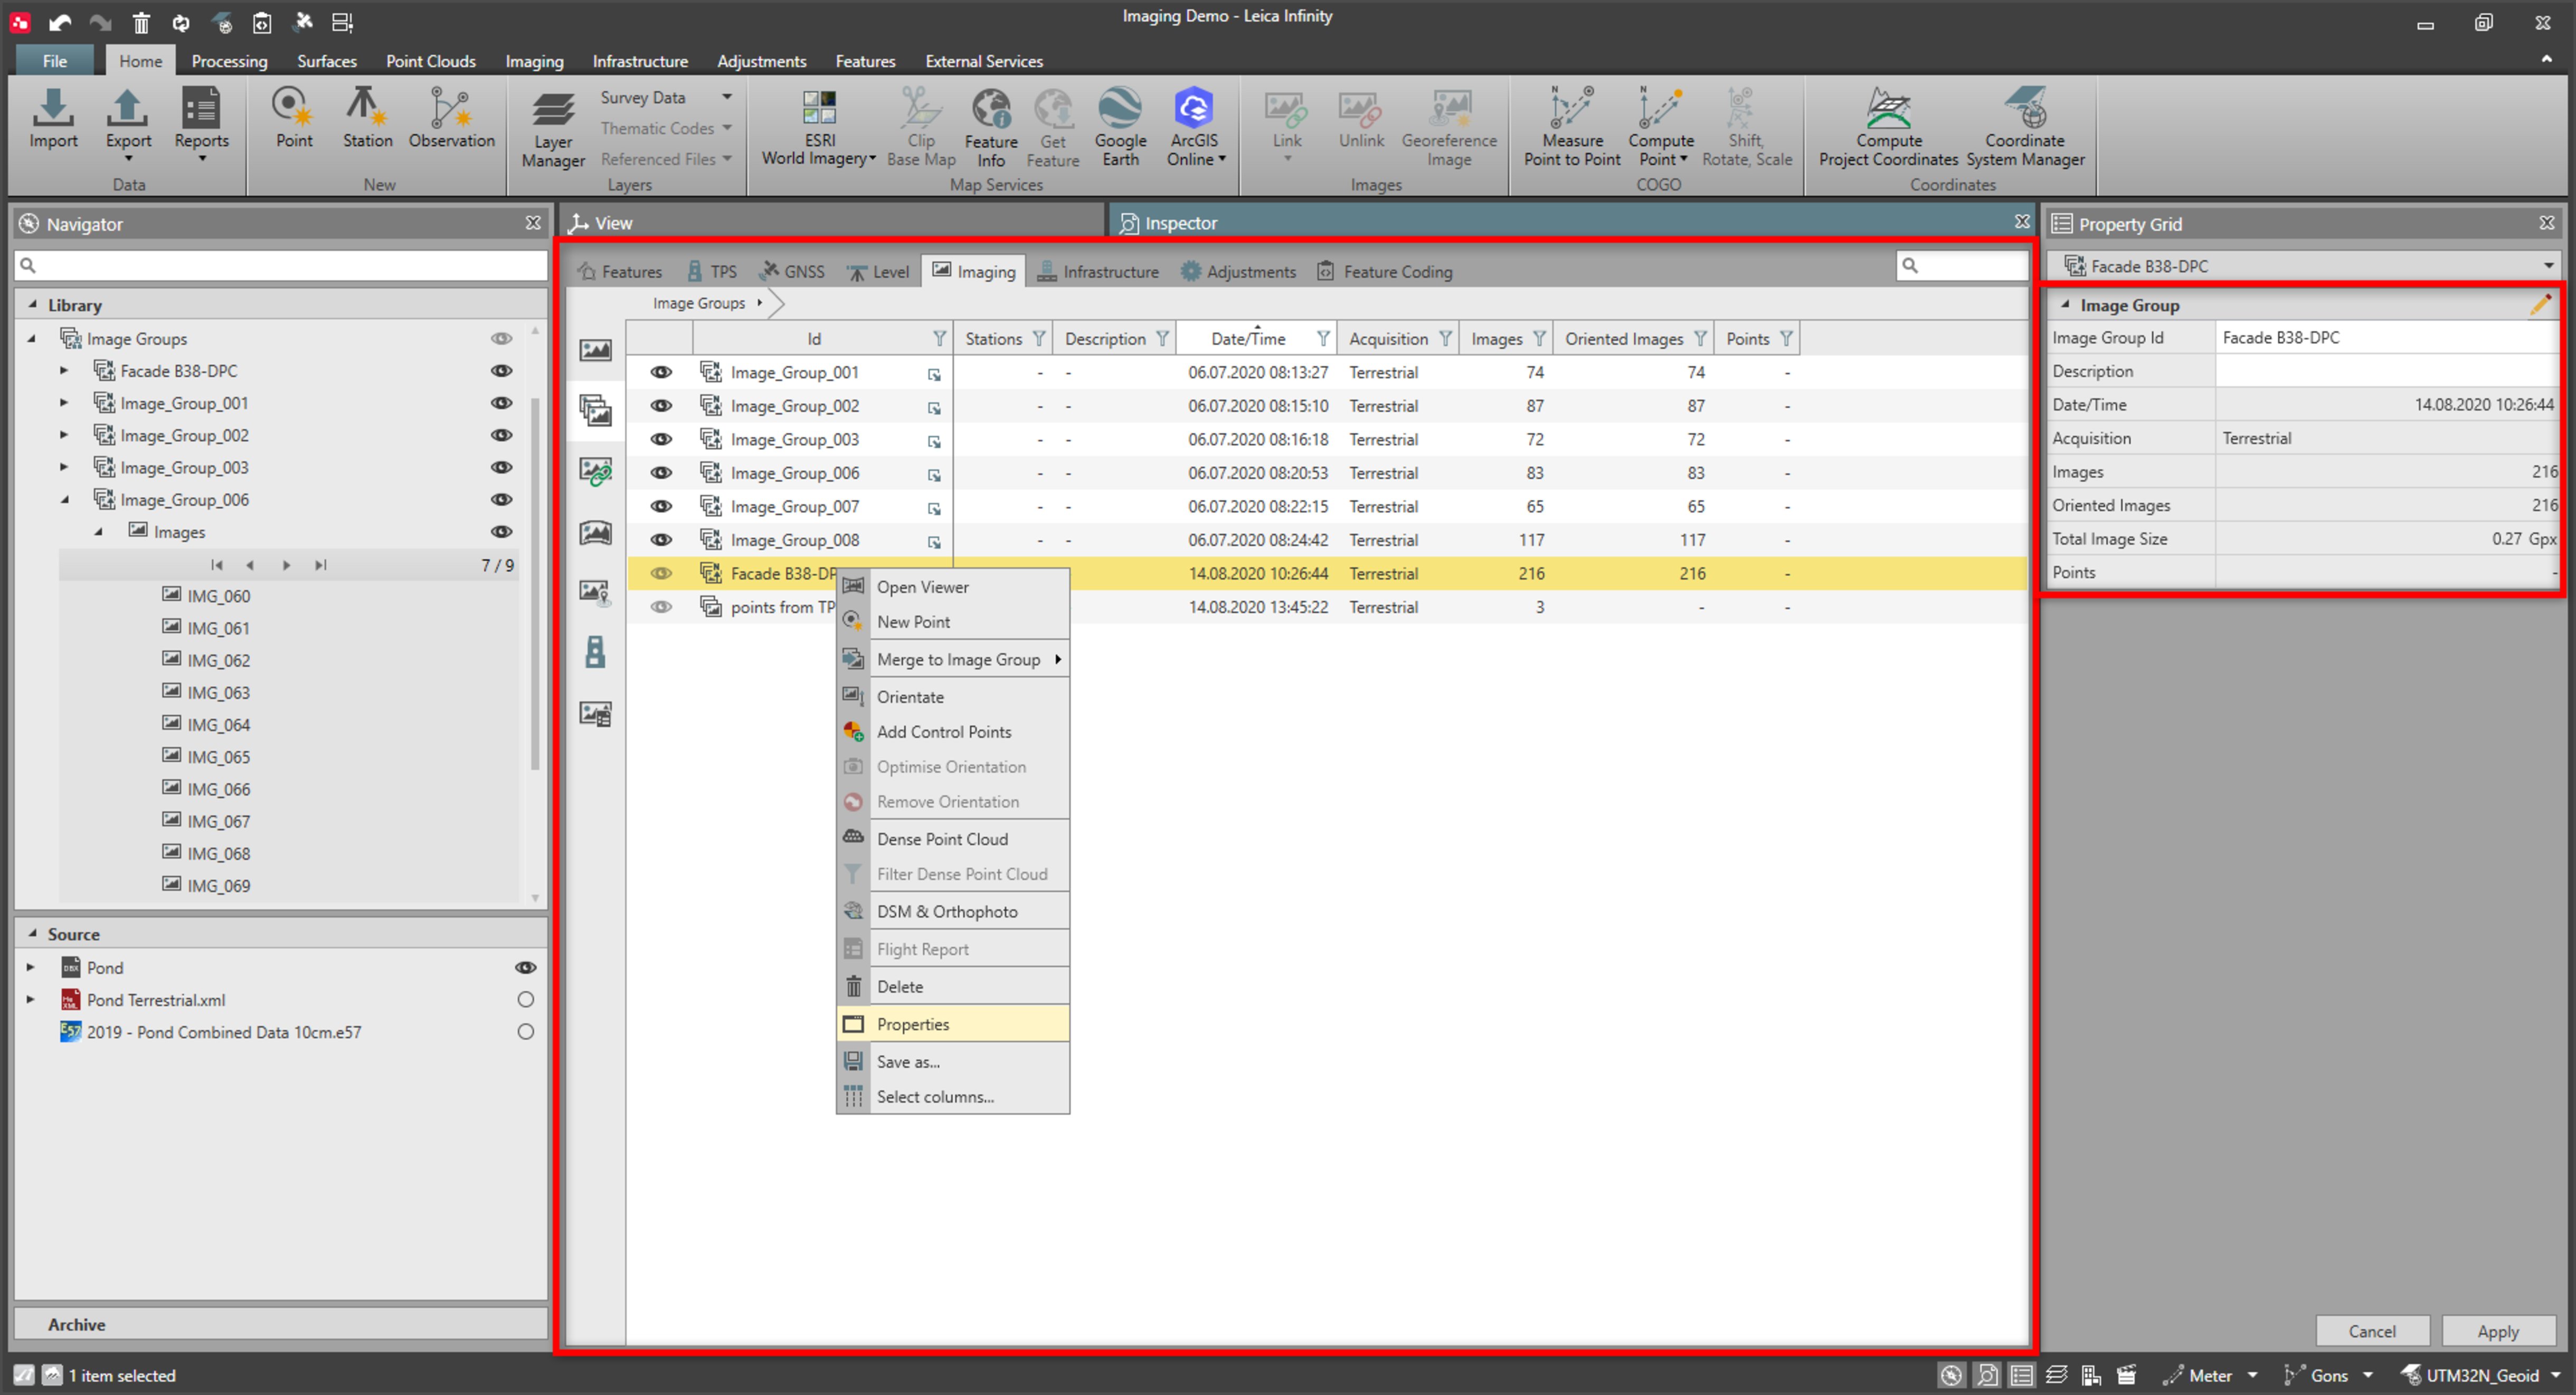 Imaging Demo - Leica Infinity
File Home Processing Surfaces Point Clouds Imaging Infrastructure Adjustments Features External Services
Import Export Reports
Data
Point Station Observation
New
Layer Manager
Survey Data
Thematic Codes
Referenced Files
Layers
ESRI World Imagery
Clip Base Map
Feature Info
Get Feature
Google Earth
ArcGIS Online
Map Services
Link Unlink Georeference Image
Images
Measure Point to Point
Compute Point
Shift, Rotate, Scale
COGO
Compute Project Coordinates
Coordinate System Manager
Coordinates
Navigator
Library
Image Groups
Facade B38-DPC
Image_Group_001
Image_Group_002
Image_Group_003
Image_Group_006
Images
7 / 9
IMG_060
IMG_061
IMG_062
IMG_063
IMG_064
IMG_065
IMG_066
IMG_067
IMG_068
IMG_069
Source
DBX Pond
Pond Terrestrial.xml
E57 2019 - Pond Combined Data 10cm.e57
Archive
1 item selected
View
Inspector
Features TPS GNSS Level Imaging Infrastructure Adjustments Feature Coding
Image Groups
Id Stations Description Date/Time Acquisition Images Oriented Images Points
Image_Group_001 - - 06.07.2020 08:13:27 Terrestrial 74 74 -
Image_Group_002 - - 06.07.2020 08:15:10 Terrestrial 87 87 -
Image_Group_003 - - 06.07.2020 08:16:18 Terrestrial 72 72 -
Image_Group_006 - - 06.07.2020 08:20:53 Terrestrial 83 83 -
Image_Group_007 - - 06.07.2020 08:22:15 Terrestrial 65 65 -
Image_Group_008 - - 06.07.2020 08:24:42 Terrestrial 117 117 -
Facade B38-DP 14.08.2020 10:26:44 Terrestrial 216 216 -
points from TP 14.08.2020 13:45:22 Terrestrial 3 - -
Open Viewer
New Point
Merge to Image Group
Orientate
Add Control Points
Optimise Orientation
Remove Orientation
Dense Point Cloud
Filter Dense Point Cloud
DSM & Orthophoto
Flight Report
Delete
Properties
Save as...
Select columns...
Property Grid
Facade B38-DPC
Image Group
Image Group Id Facade B38-DPC
Description
Date/Time 14.08.2020 10:26:44
Acquisition Terrestrial
Images 216
Oriented Images 216
Total Image Size 0.27 Gpx
Points -
Cancel Apply
Meter Gons UTM32N_Geoid